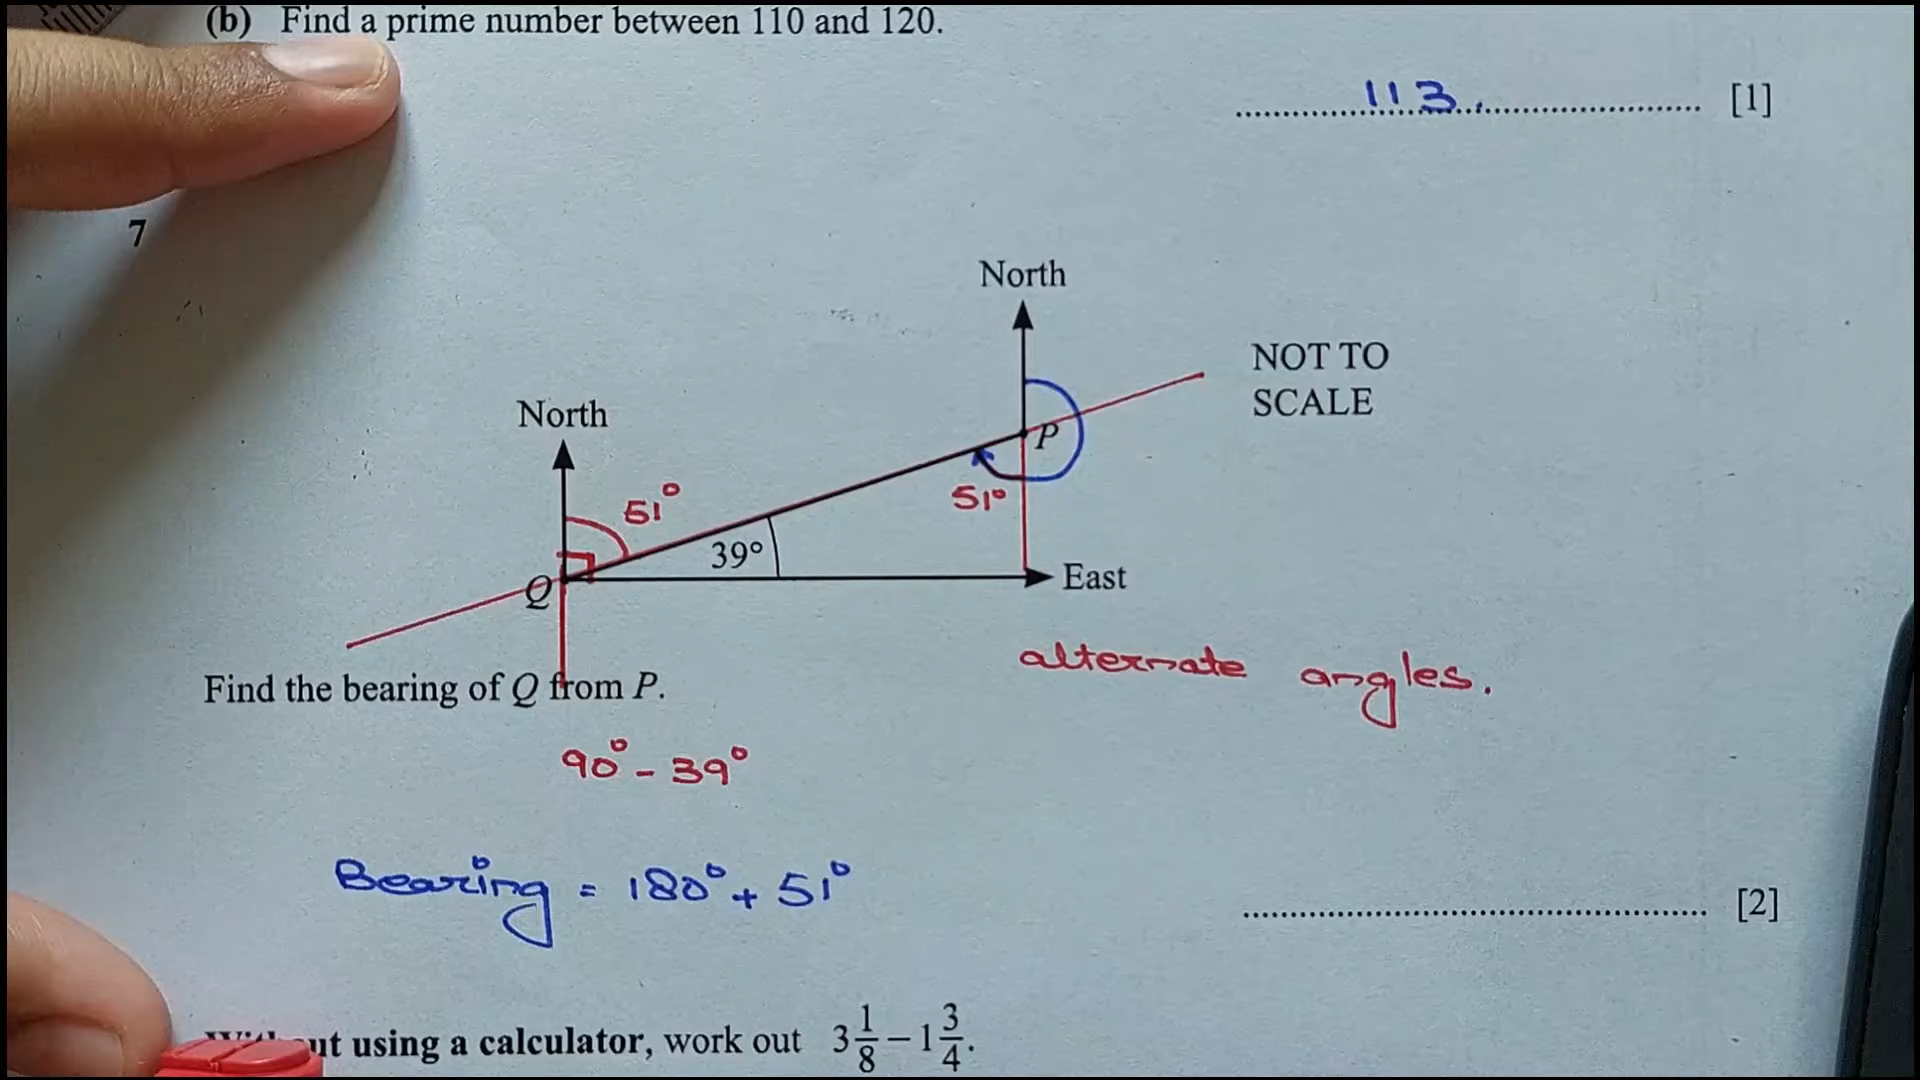 (b) Find a prime number between 110 and 120.
113. [1]
7
North
NOT TO
SCALE
North
P
51°
51°
39°
Q
East
alternate angles.
Find the bearing of Q from P.
90° - 39°
Bearing = 180° + 51°
[2]
using a calculator, work out 3 1/8 − 1 3/4.